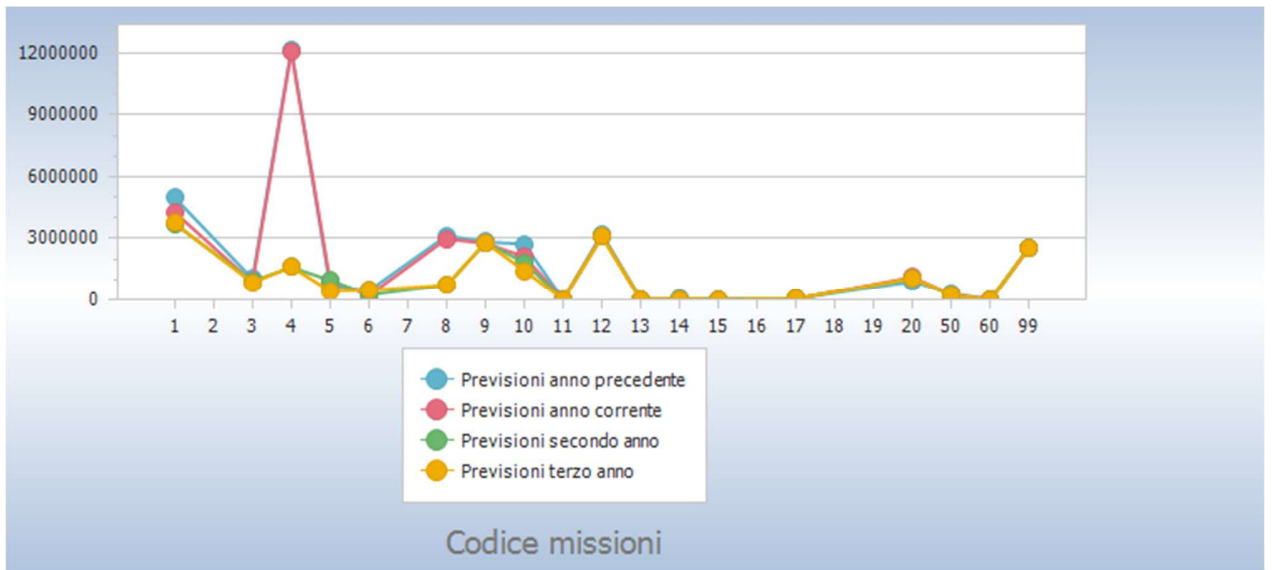 12000000
9000000
6000000
3000000
0
1 2 3 4 5 6 7 8 9 10 11 12 13 14 15 16 17 18 19 20 50 60 99
Previsioni anno precedente
Previsioni anno corrente
Previsioni secondo anno
Previsioni terzo anno
Codice missioni